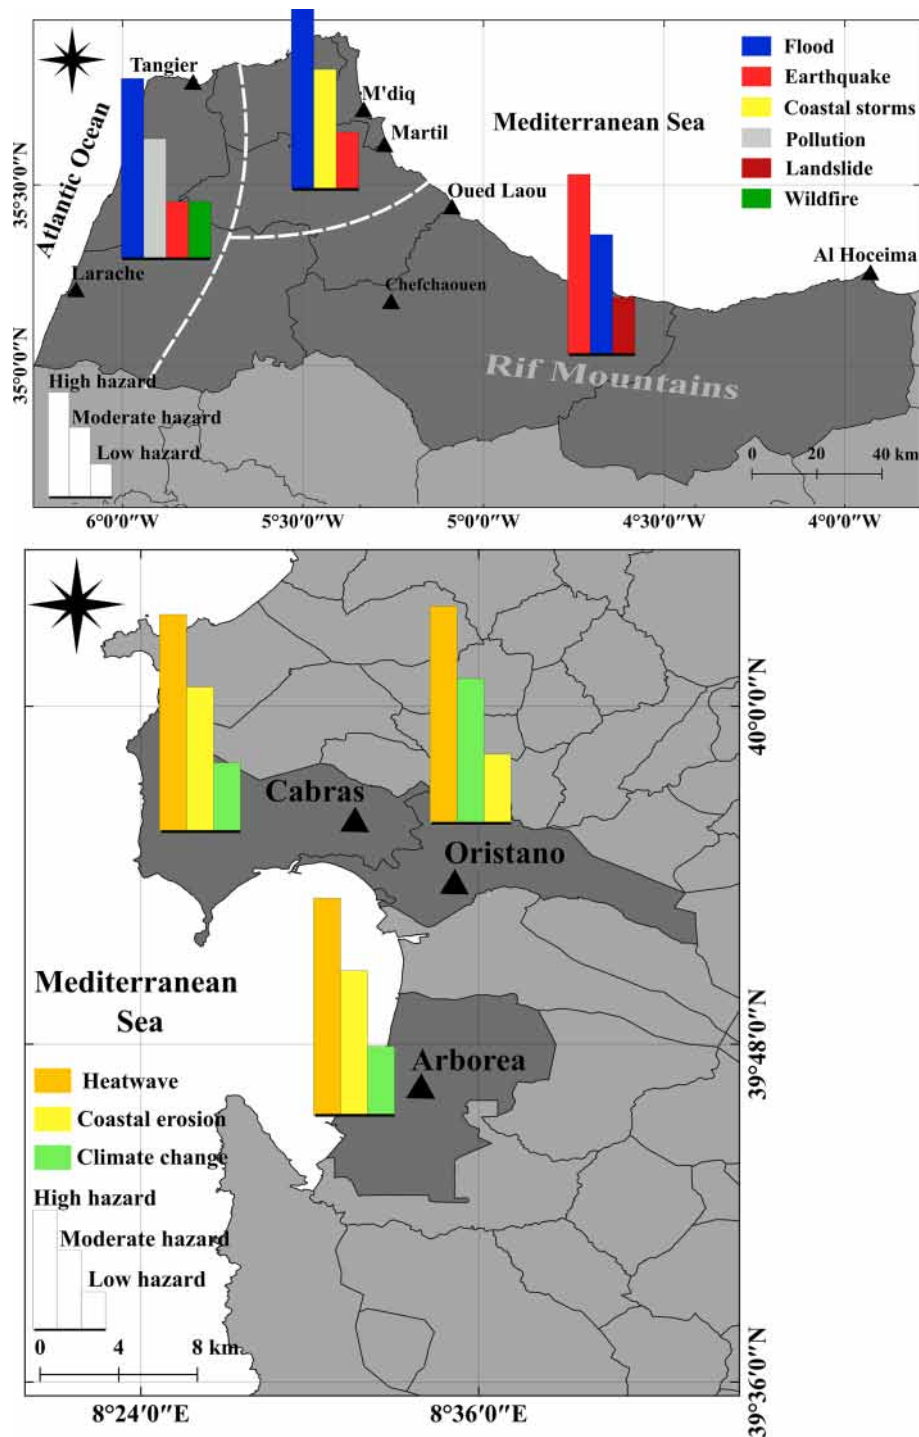 Tangier
M'diq
Martil
Mediterranean Sea
Atlantic Ocean
Oued Laou
Larache
Chefchaouen
Al Hoceima
Rif Mountains
Flood
Earthquake
Coastal storms
Pollution
Landslide
Wildfire
35°30'0"N
35°0'0"N
High hazard
Moderate hazard
Low hazard
0 20 40 km
6°0'0"W 5°30'0"W 5°0'0"W 4°30'0"W 4°0'0"W
40°0'0"N
Cabras
Oristano
Mediterranean
Sea
39°48'0"N
Arborea
Heatwave
Coastal erosion
Climate change
High hazard
Moderate hazard
Low hazard
0 4 8 km
39°36'0"N
8°24'0"E 8°36'0"E